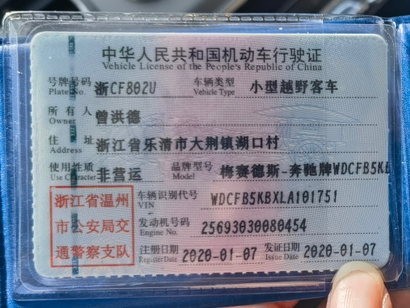 中华人民共和国机动车行驶证
Vehicle License of the People's Republic of China
号牌号码 浙CF802U 车辆类型 小型越野客车
Plate No. Vehicle Type
所有人 曾洪德
Owner
住址 浙江省乐清市大荆镇湖口村
Address
使用性质 非营运 品牌型号 梅赛德斯-奔驰牌WDCFB5KB
Use Character Model
浙江省温州 车辆识别代号 WDCFB5KBXLA101751
VIN
市公安局交 发动机号码 25693030080454
Engine No.
通警察支队 注册日期 2020-01-07 发证日期 2020-01-07
Register Date Issue Date